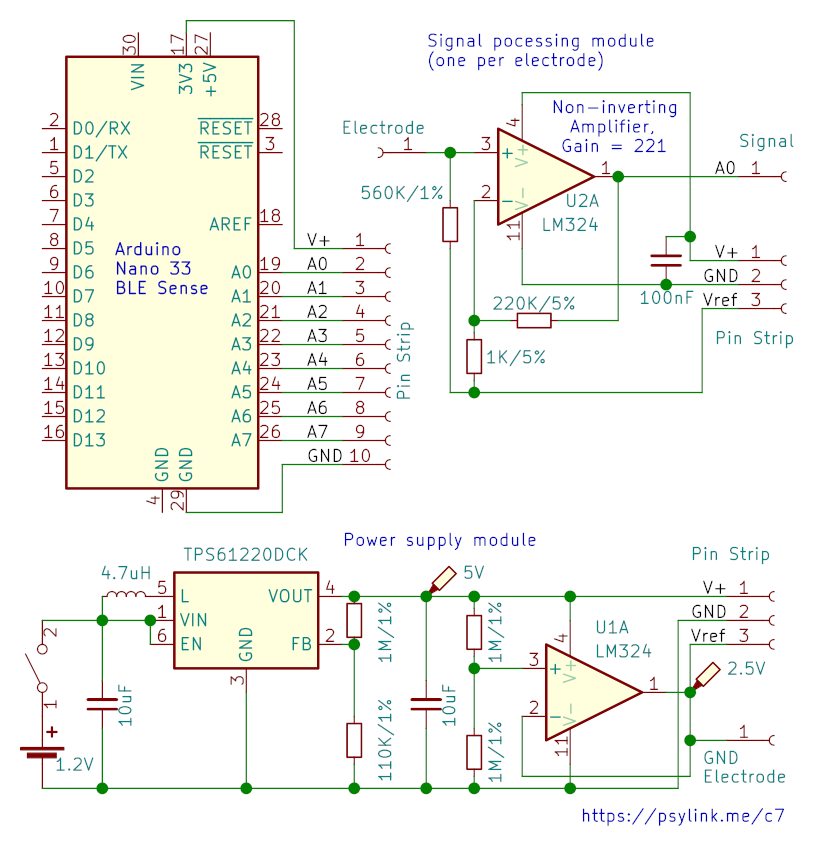 30
VIN
17
3V3
27
+5V
2
D0/RX
1
D1/TX
5
D2
6
D3
7
D4
8
D5
9
D6
10
D7
11
D8
12
D9
13
D10
14
D11
15
D12
16
D13
Arduino
Nano 33
BLE Sense
RESET
28
RESET
3
AREF
18
A0
19
A1
20
A2
21
A3
22
A4
23
A5
24
A6
25
A7
26
GND
4
GND
29
V+ 1
A0 2
A1 3
A2 4
A3 5
A4 6
A5 7
A6 8
A7 9
GND 10
Pin Strip
Signal pocessing module
(one per electrode)
Electrode
1
560K/1%
3
+
2
−
4
V+
V−
11
1
Non-inverting
Amplifier,
Gain = 221
U2A
LM324
220K/5%
1K/5%
100nF
Signal
A0 1
V+ 1
GND 2
Vref 3
Pin Strip
Power supply module
TPS61220DCK
4.7uH
5
L
1
VIN
6
EN
GND
3
VOUT
4
FB
2
2
1
+
1.2V
10uF
1M/1%
110K/1%
5V
10uF
1M/1%
1M/1%
3
+
2
−
4
V+
V−
11
1
U1A
LM324
Pin Strip
V+ 1
GND 2
Vref 3
2.5V
1
GND
Electrode
https://psylink.me/c7